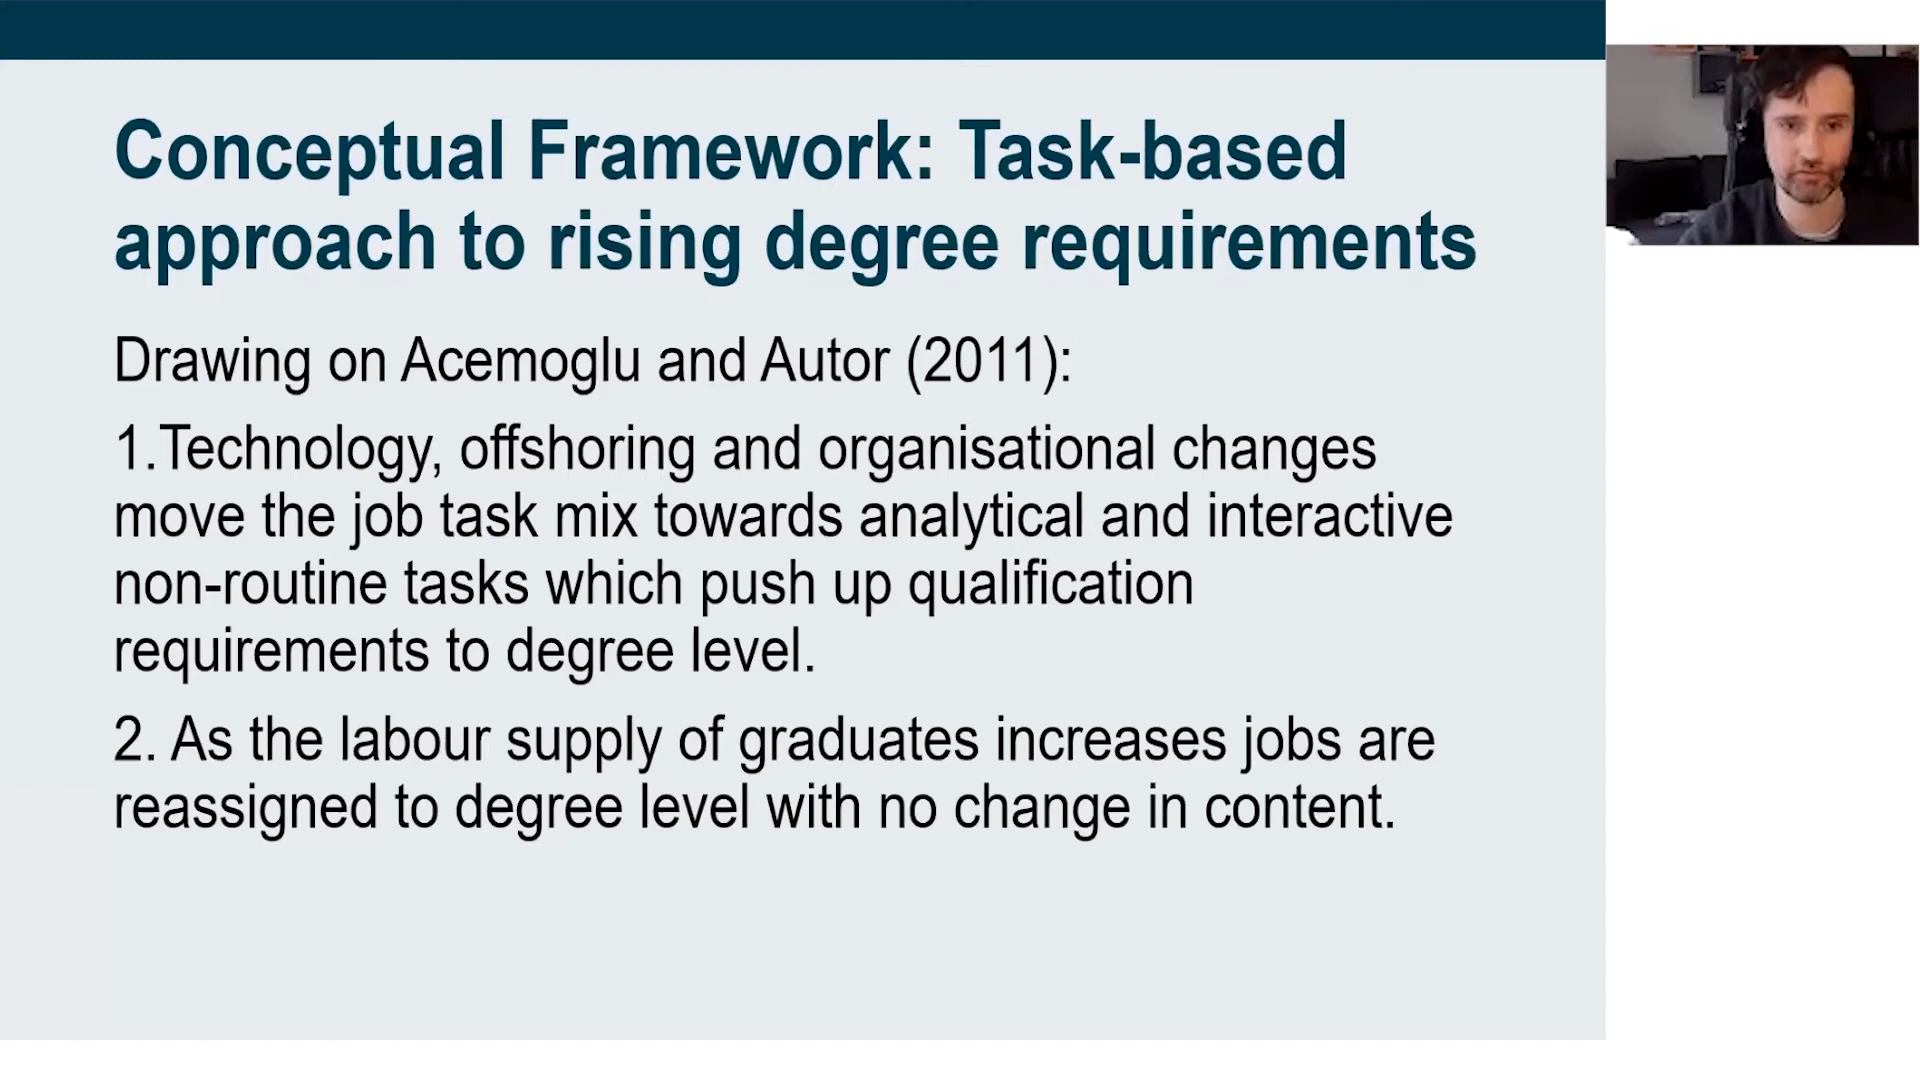 Conceptual Framework: Task-based
approach to rising degree requirements
Drawing on Acemoglu and Autor (2011):
1.Technology, offshoring and organisational changes
move the job task mix towards analytical and interactive
non-routine tasks which push up qualification
requirements to degree level.
2. As the labour supply of graduates increases jobs are
reassigned to degree level with no change in content.